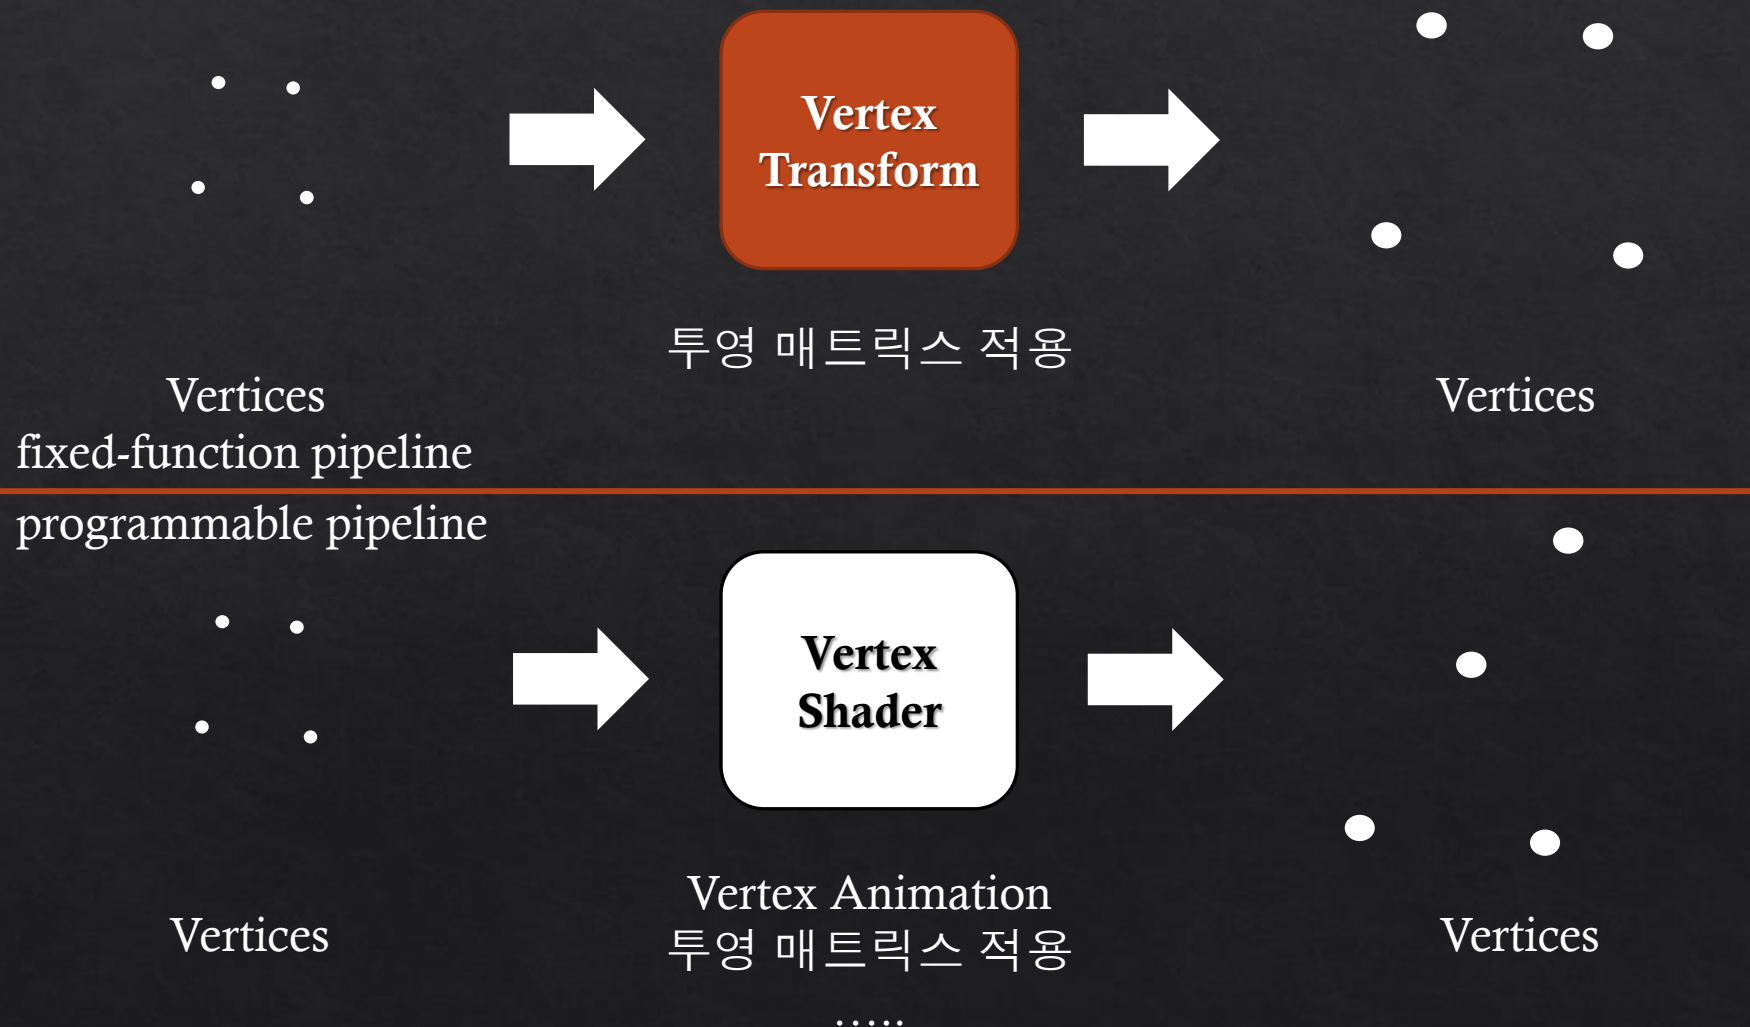 Vertex
Transform
투영 매트릭스 적용
Vertices
Vertices
fixed-function pipeline
programmable pipeline
Vertex
Shader
Vertex Animation
투영 매트릭스 적용
.....
Vertices
Vertices